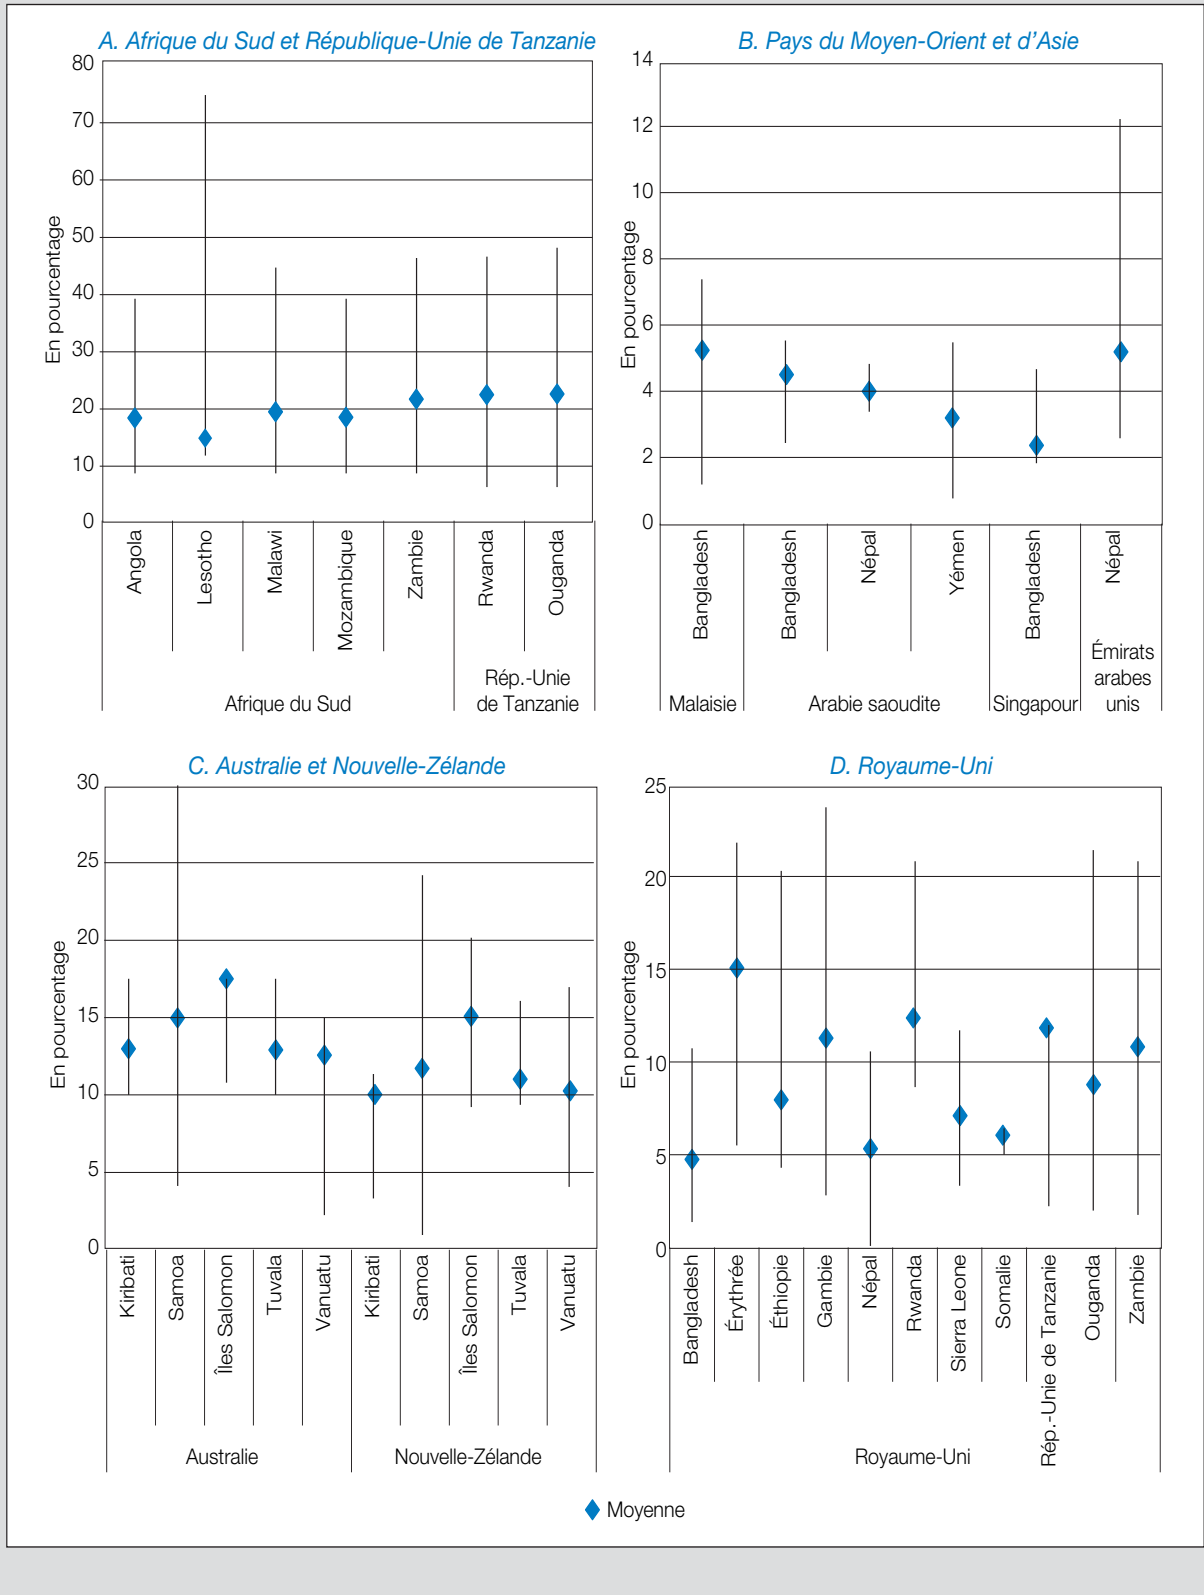 A. Afrique du Sud et République-Unie de Tanzanie
En pourcentage
80
70
60
50
40
30
20
10
0
Angola
Lesotho
Malawi
Mozambique
Zambie
Rwanda
Ouganda
Afrique du Sud
Rép.-Unie
de Tanzanie
B. Pays du Moyen-Orient et d’Asie
En pourcentage
14
12
10
8
6
4
2
0
Bangladesh
Bangladesh
Népal
Yémen
Bangladesh
Népal
Malaisie
Arabie saoudite
Singapour
Émirats
arabes
unis
C. Australie et Nouvelle-Zélande
En pourcentage
30
25
20
15
10
5
0
Kiribati
Samoa
Îles Salomon
Tuvala
Vanuatu
Kiribati
Samoa
Îles Salomon
Tuvala
Vanuatu
Australie
Nouvelle-Zélande
D. Royaume-Uni
En pourcentage
25
20
15
10
5
0
Bangladesh
Érythrée
Éthiopie
Gambie
Népal
Rwanda
Sierra Leone
Somalie
Rép.-Unie de Tanzanie
Ouganda
Zambie
Royaume-Uni
Moyenne